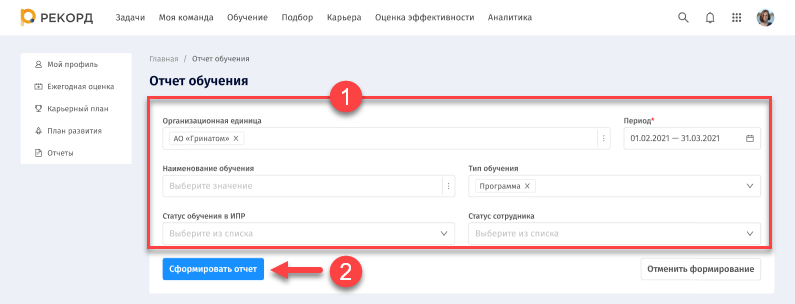 РЕКОРД Задачи Моя команда Обучение Подбор Карьера Оценка эффективности Аналитика
Мой профиль
Ежегодная оценка
Карьерный план
План развития
Отчеты
Главная / Отчет обучения
Отчет обучения
1
Организационная единица Период*
АО «Гринатом» × 01.02.2021 — 31.03.2021
Наименование обучения Тип обучения
Выберите значение Программа ×
Статус обучения в ИПР Статус сотрудника
Выберите из списка Выберите из списка
Сформировать отчет 2 Отменить формирование